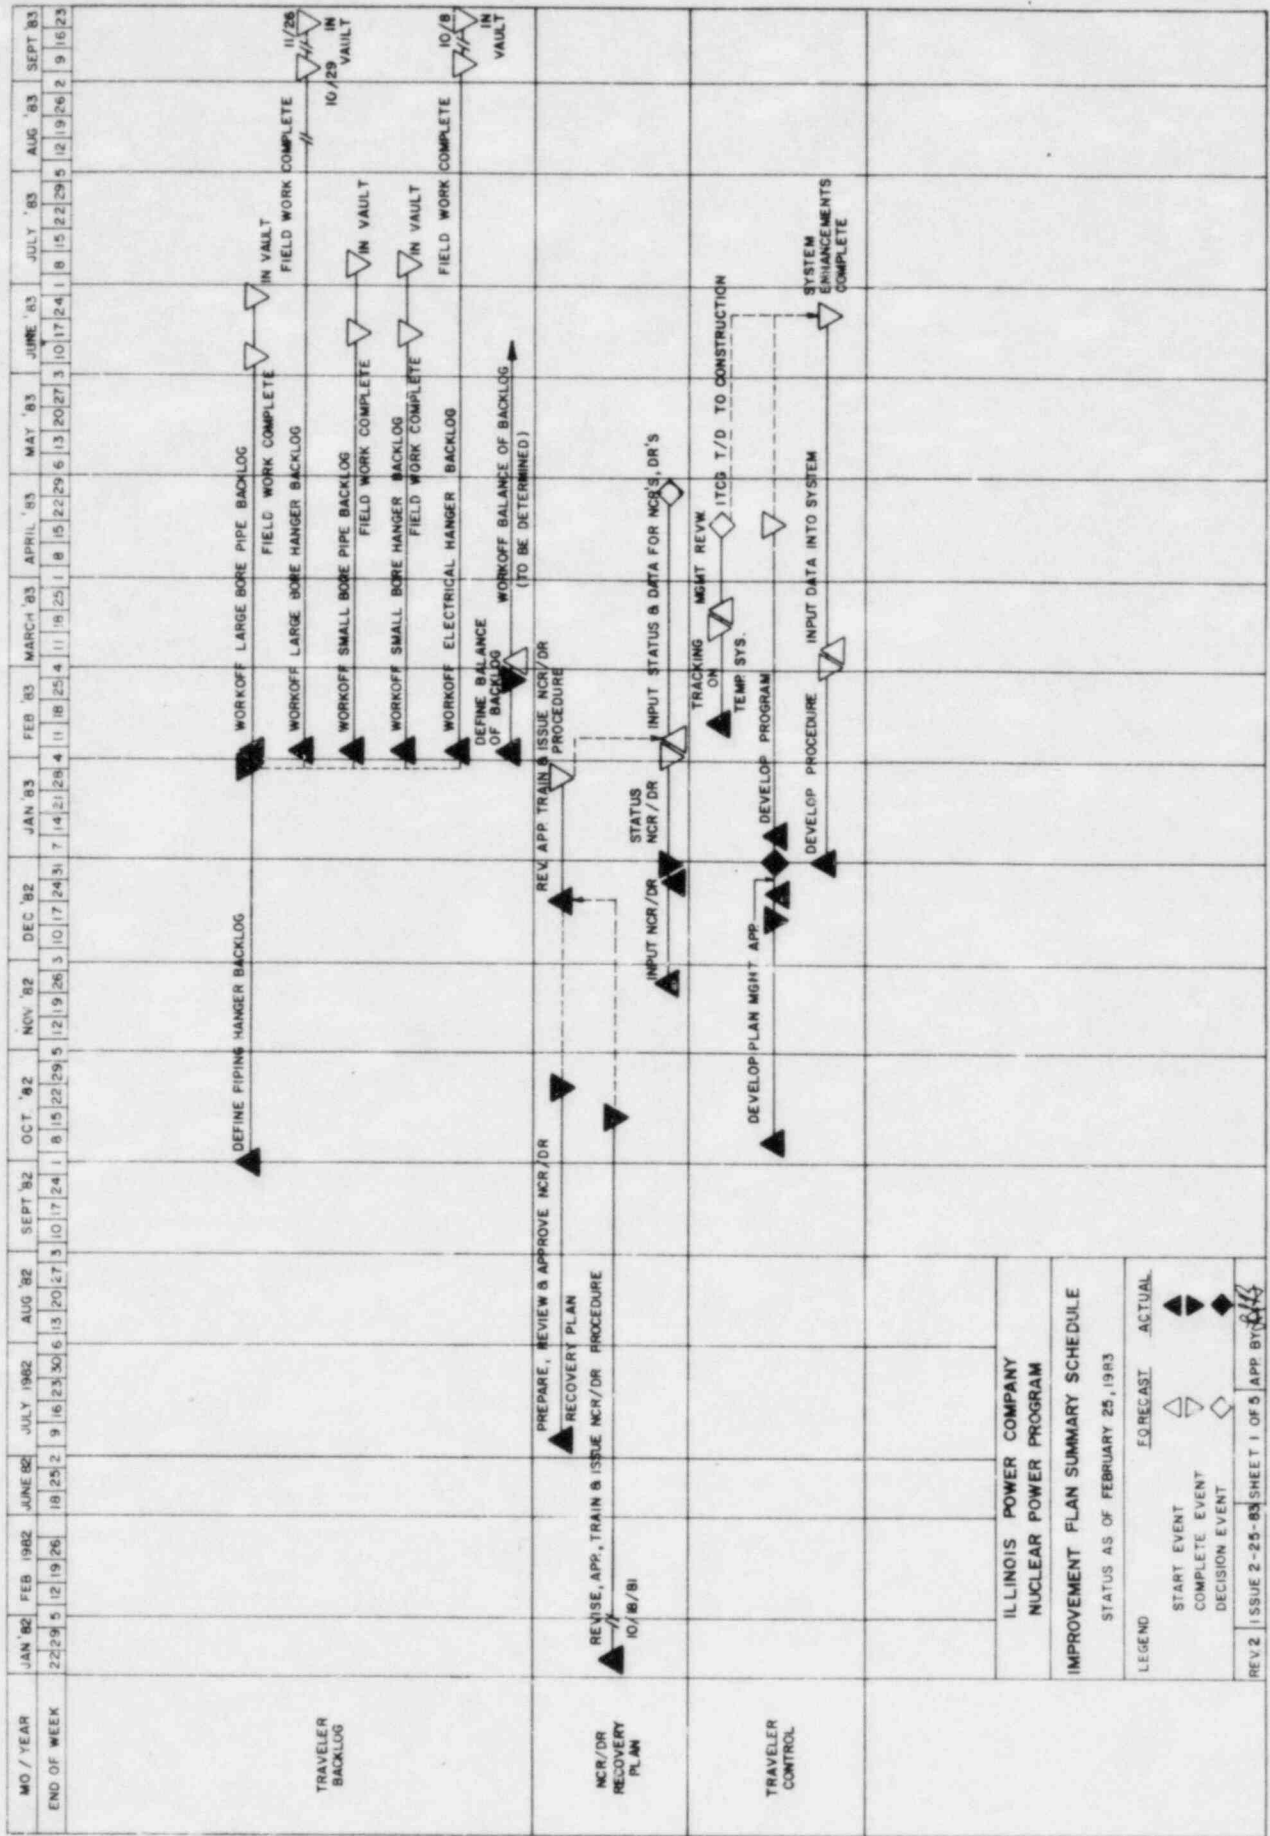 MO / YEAR
JAN '82
FEB 1982
JUNE 82
JULY 1982
AUG '82
SEPT '82
OCT '82
NOV '82
DEC '82
JAN '83
FEB '83
MARCH '83
APRIL '83
MAY '83
JUNE '83
JULY '83
AUG '83
SEPT '83
END OF WEEK
22 29 5 12 19 26
18 25 2 9 16 23 30 6 13 20 27 3 10 17 24 1 8 15 22 29 5 12 19 26 3 10 17 24 31 7 14 21 28 4 11 18 25 4 11 18 25 1 8 15 22 29 6 13 20 27 3 10 17 24 1 8 15 22 29 5 12 19 26 2 9 16 23
TRAVELER
BACKLOG
DEFINE PIPING HANGER BACKLOG
WORKOFF LARGE BORE PIPE BACKLOG
FIELD WORK COMPLETE
IN VAULT
WORKOFF LARGE BORE HANGER BACKLOG
FIELD WORK COMPLETE
10/29
11/26
IN
VAULT
WORKOFF SMALL BORE PIPE BACKLOG
FIELD WORK COMPLETE
IN VAULT
WORKOFF SMALL BORE HANGER BACKLOG
FIELD WORK COMPLETE
IN VAULT
WORKOFF ELECTRICAL HANGER BACKLOG
FIELD WORK COMPLETE
10/8
IN
VAULT
DEFINE BALANCE
OF BACKLOG
WORKOFF BALANCE OF BACKLOG
(TO BE DETERMINED)
NCR/DR
RECOVERY
PLAN
PREPARE, REVIEW & APPROVE NCR/DR
RECOVERY PLAN
REV. APP. TRAIN & ISSUE NCR/DR
PROCEDURE
REVISE, APP., TRAIN & ISSUE NCR/DR PROCEDURE
10/18/81
INPUT NCR/DR
STATUS
NCR/DR
INPUT STATUS & DATA FOR NCR'S, DR'S
TRAVELER
CONTROL
TRACKING
ON
TEMP. SYS.
MGMT REVW.
ITCG T/D TO CONSTRUCTION
DEVELOP PLAN MGHT APP.
DEVELOP PROGRAM
DEVELOP PROCEDURE
INPUT DATA INTO SYSTEM
SYSTEM
ENHANCEMENTS
COMPLETE
ILLINOIS POWER COMPANY
NUCLEAR POWER PROGRAM
IMPROVEMENT PLAN SUMMARY SCHEDULE
STATUS AS OF FEBRUARY 25, 1983
LEGEND FORECAST ACTUAL
START EVENT
COMPLETE EVENT
DECISION EVENT
REV. 2 ISSUE 2-25-83 SHEET 1 OF 5 APP. BY